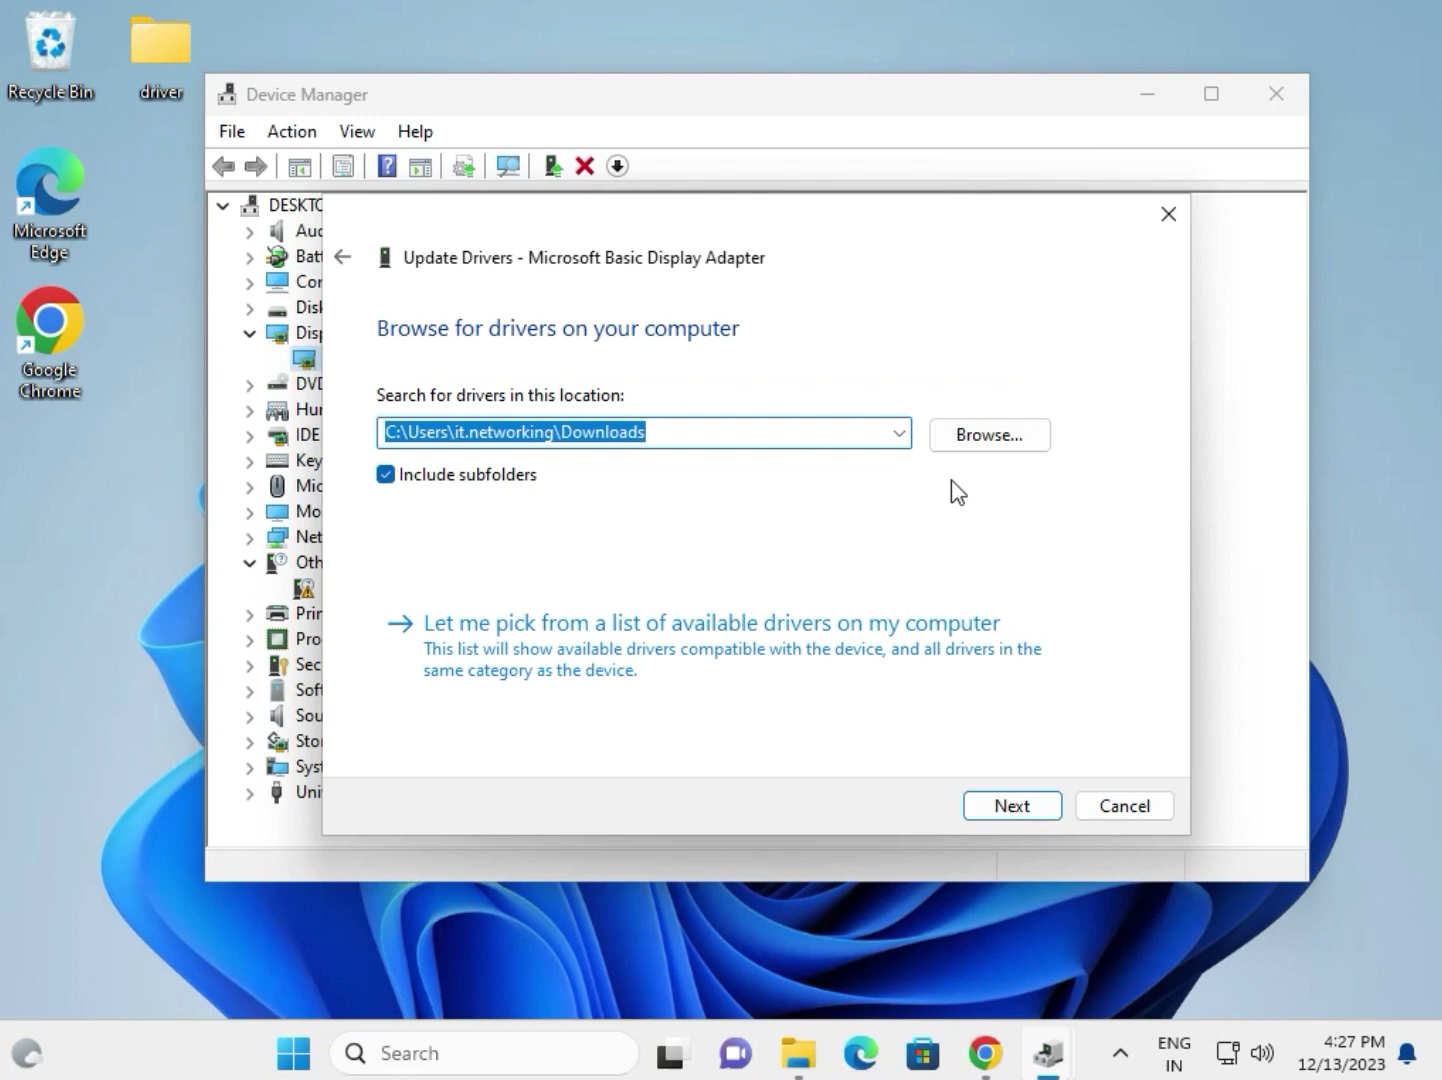 Recycle Bin
driver
Microsoft
Edge
Google
Chrome
Device Manager
File Action View Help
DESKTO
Aud
Batt
Cor
Disk
Disp
DVD
Hur
IDE
Key
Mic
Mo
Net
Oth
Prin
Pro
Sec
Soft
Sou
Stor
Syst
Uni
Update Drivers - Microsoft Basic Display Adapter
Browse for drivers on your computer
Search for drivers in this location:
C:\Users\it.networking\Downloads
Browse...
Include subfolders
Let me pick from a list of available drivers on my computer
This list will show available drivers compatible with the device, and all drivers in the
same category as the device.
Next Cancel
Search
ENG
IN
4:27 PM
12/13/2023